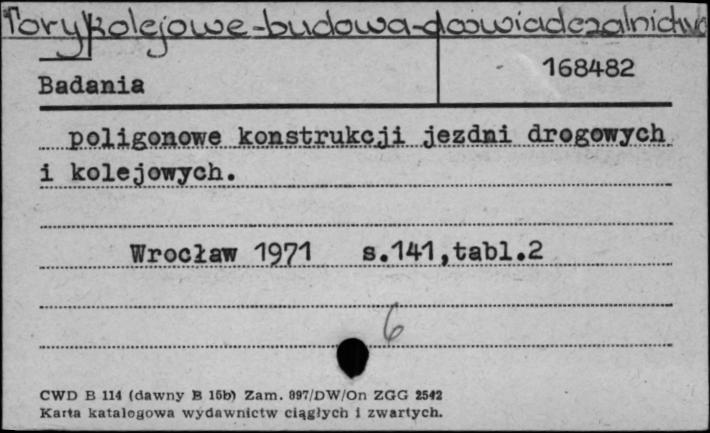 Tory kolejowe-budowa-doświadczalnictwo
168482
Badania
poligonowe konstrukcji jezdni drogowych
i kolejowych.
Wrocław 1971 s.141,tabl.2
6
CWD B 114 (dawny B 15b) Zam. 897/DW/On ZGG 2542
Karta katalogowa wydawnictw ciągłych i zwartych.